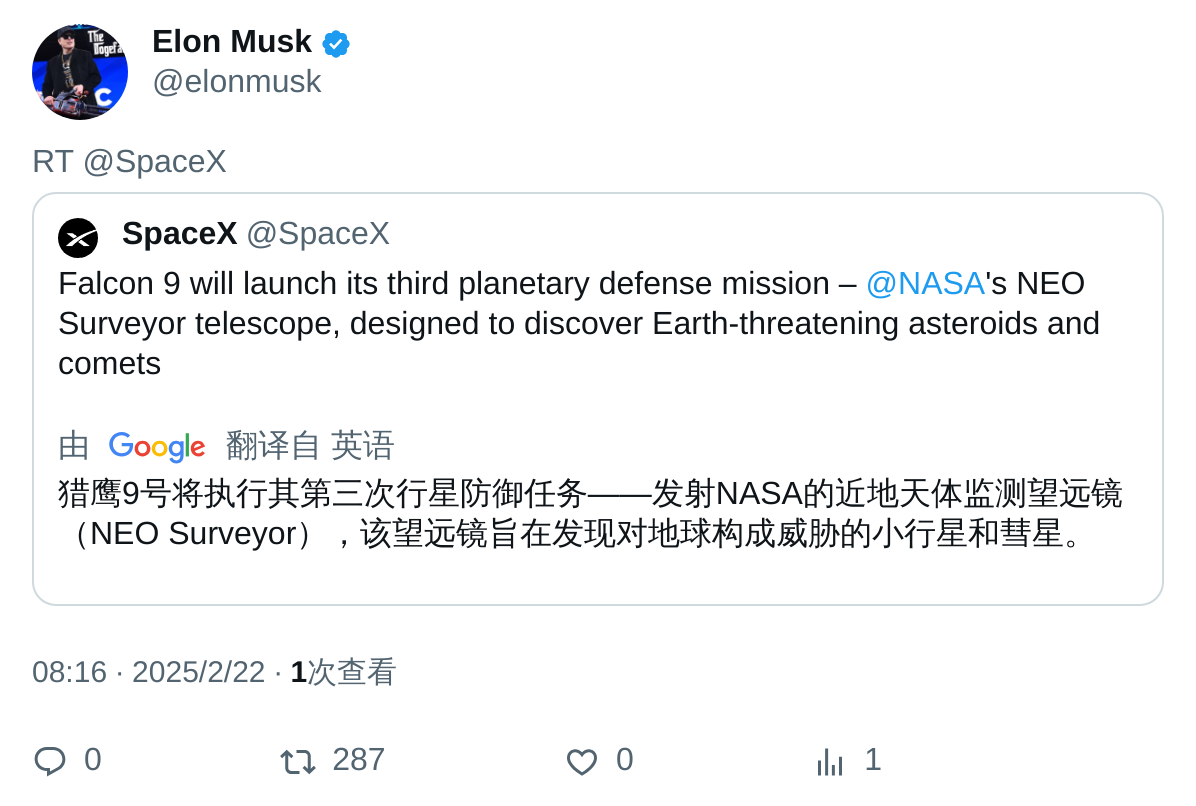 The
Dogefa
C
Elon Musk
@elonmusk
RT @SpaceX
SpaceX @SpaceX
Falcon 9 will launch its third planetary defense mission – @NASA's NEO
Surveyor telescope, designed to discover Earth-threatening asteroids and
comets
由 Google 翻译自 英语
猎鹰9号将执行其第三次行星防御任务——发射NASA的近地天体监测望远镜
（NEO Surveyor），该望远镜旨在发现对地球构成威胁的小行星和彗星。
08:16 · 2025/2/22 · 1次查看
0 287 0 1